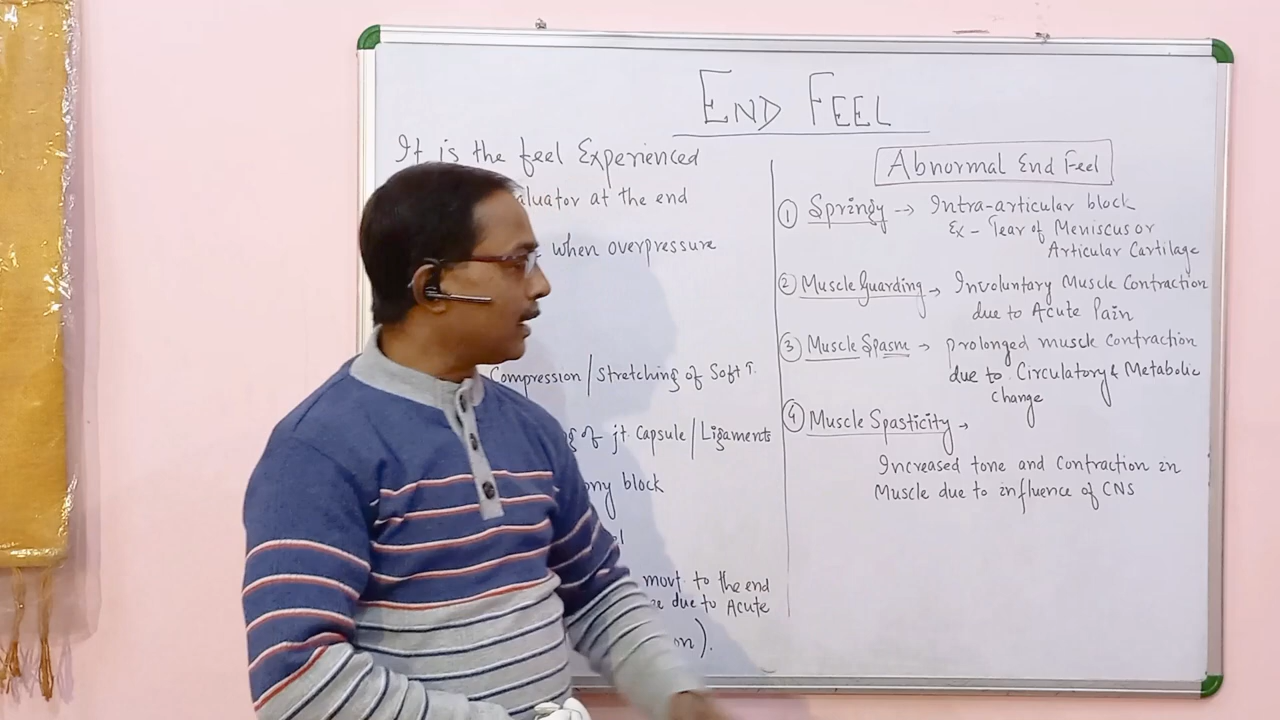 END FEEL
It is the feel Experienced
at the end
when overpressure
Compression/Stretching of Soft T.
of jt Capsule/Ligaments
block
movt to the end
due to Acute
Abnormal End Feel
① Springy --> Intra-articular block
Ex - Tear of Meniscus or
Articular Cartilage
② Muscle Guarding → Involuntary Muscle Contraction
due to Acute Pain
③ Muscle Spasm → prolonged muscle contraction
due to Circulatory & Metabolic
change
④ Muscle Spasticity →
Increased tone and Contraction in
Muscle due to influence of CNS